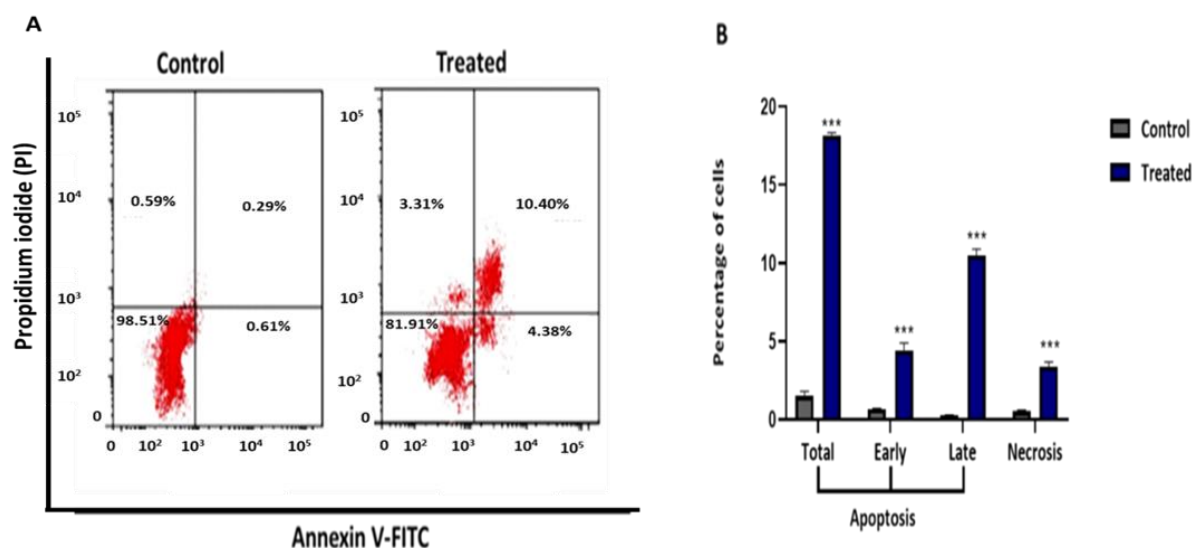 A
Control
Treated
Propidium iodide (PI)
10⁵
10⁴
10³
10²
0
0.59%
0.29%
98.51%
0.61%
0 10² 10³ 10⁴ 10⁵
10⁵
10⁴
10³
10²
0
3.31%
10.40%
81.91%
4.38%
0 10² 10³ 10⁴ 10⁵
Annexin V-FITC
B
Percentage of cells
20
15
10
5
0
***
***
***
***
Control
Treated
Total Early Late Necrosis
Apoptosis